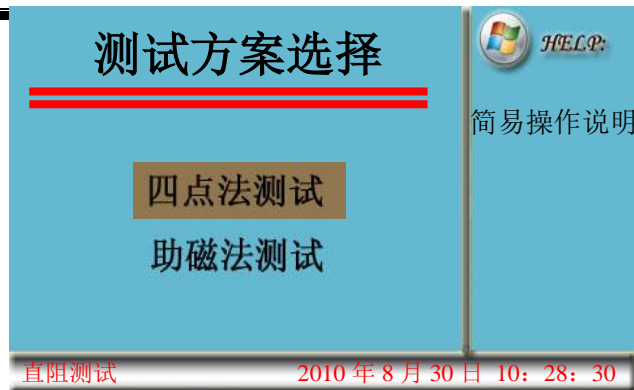 测试方案选择
HELP:
简易操作说明
四点法测试
助磁法测试
直阻测试
2010 年 8 月 30 日 10：28：30